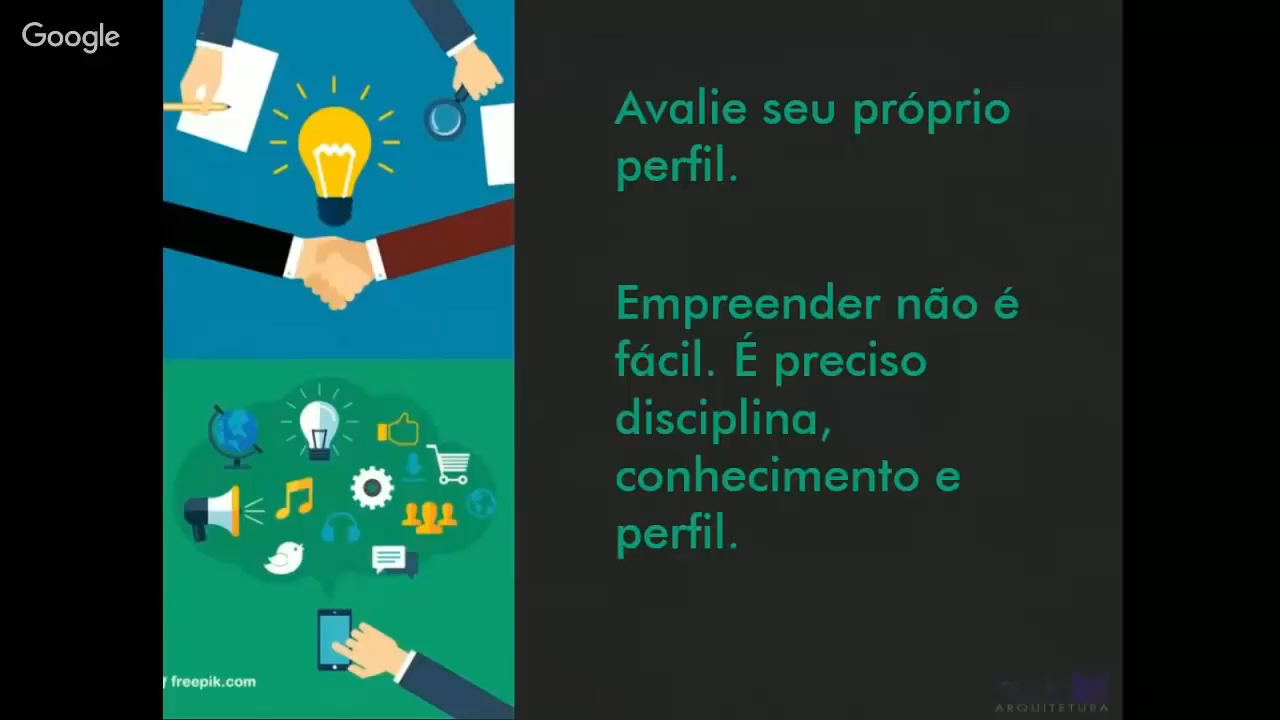 Google
Avalie seu próprio
perfil.
Empreender não é
fácil. É preciso
disciplina,
conhecimento e
perfil.
freepik.com
ARQUITETURA